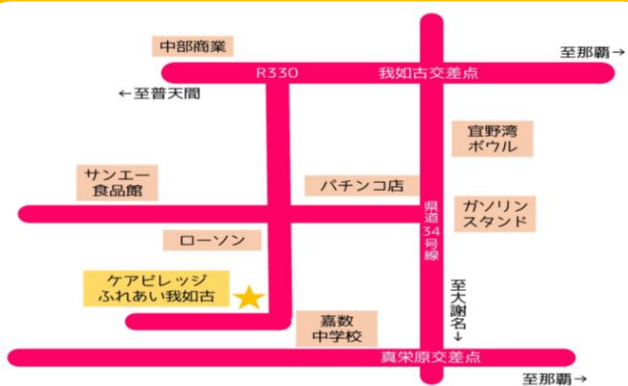 中部商業
至那覇→
R330
我如古交差点
←至普天間
宜野湾
ボウル
サンエー
食品館
パチンコ店
ガソリン
スタンド
県道34号線
ローソン
ケアビレッジ
ふれあい我如古
至大謝名↓
嘉数
中学校
真栄原交差点
至那覇→